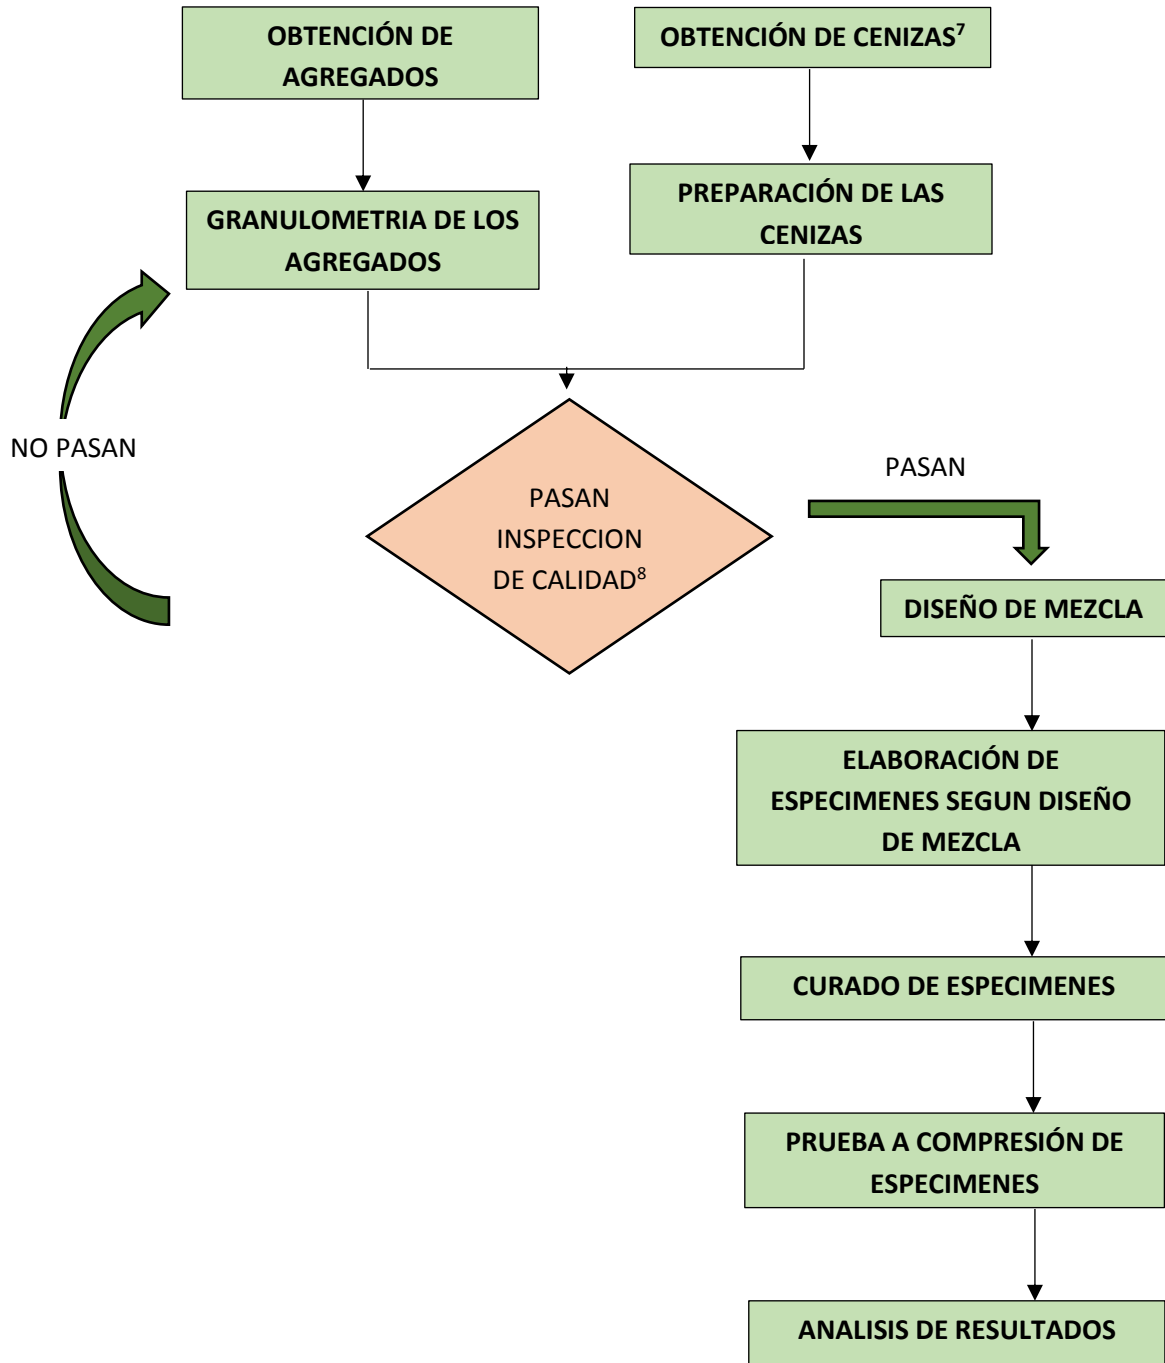 OBTENCIÓN DE
AGREGADOS
OBTENCIÓN DE CENIZAS⁷
GRANULOMETRIA DE LOS
AGREGADOS
PREPARACIÓN DE LAS
CENIZAS
NO PASAN
PASAN
INSPECCION
DE CALIDAD⁸
PASAN
DISEÑO DE MEZCLA
ELABORACIÓN DE
ESPECIMENES SEGUN DISEÑO
DE MEZCLA
CURADO DE ESPECIMENES
PRUEBA A COMPRESIÓN DE
ESPECIMENES
ANALISIS DE RESULTADOS